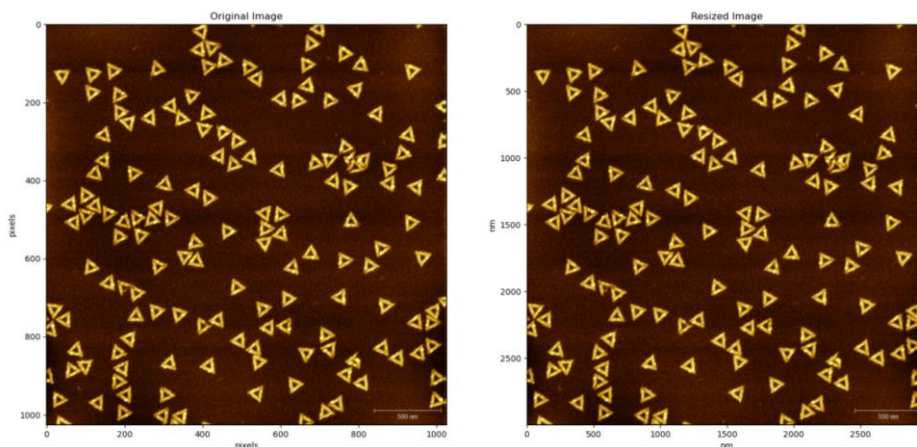 Original Image
0
200
400
600
800
1000
pixels
500 nm
0 200 400 600 800 1000
pixels
Resized Image
0
500
1000
1500
2000
2500
nm
500 nm
0 500 1000 1500 2000 2500
nm